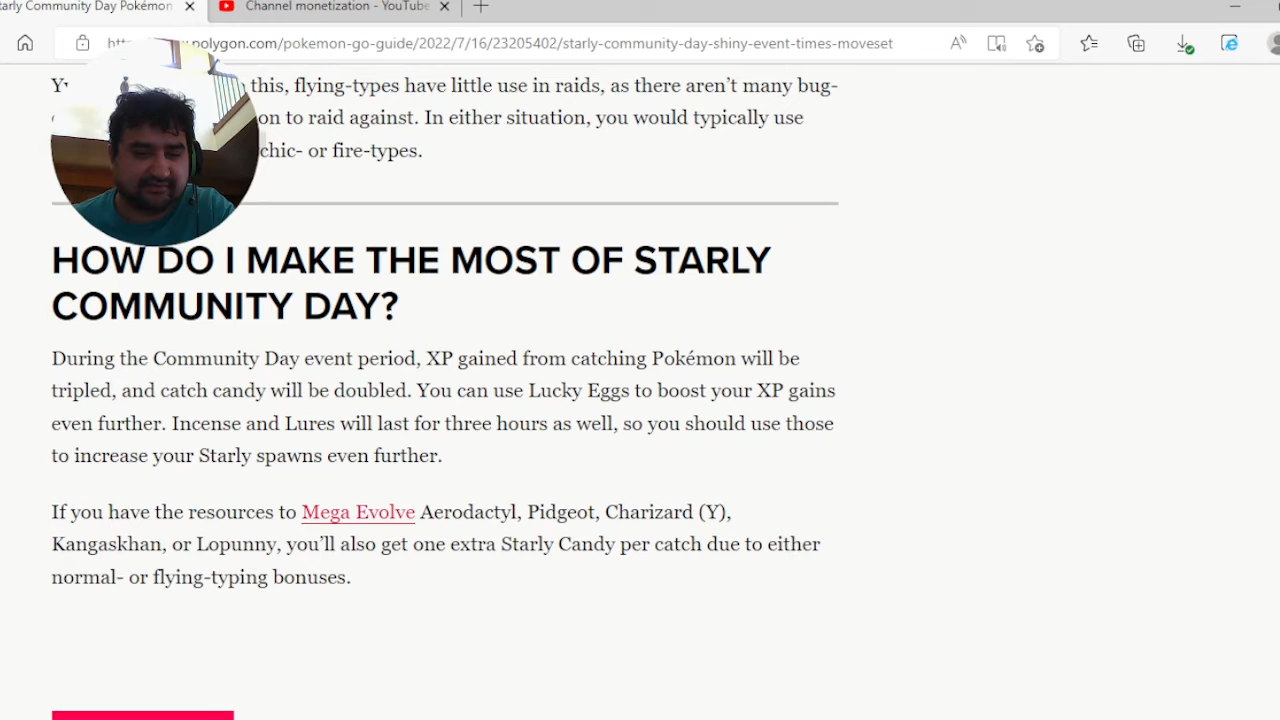 tarly Community Day Pokémon
Channel monetization - YouTube
.polygon.com/pokemon-go-guide/2022/7/16/23205402/starly-community-day-shiny-event-times-moveset
this, flying-types have little use in raids, as there aren’t many bug-
on to raid against. In either situation, you would typically use
chic- or fire-types.
HOW DO I MAKE THE MOST OF STARLY
COMMUNITY DAY?
During the Community Day event period, XP gained from catching Pokémon will be
tripled, and catch candy will be doubled. You can use Lucky Eggs to boost your XP gains
even further. Incense and Lures will last for three hours as well, so you should use those
to increase your Starly spawns even further.
If you have the resources to Mega Evolve Aerodactyl, Pidgeot, Charizard (Y),
Kangaskhan, or Lopunny, you’ll also get one extra Starly Candy per catch due to either
normal- or flying-typing bonuses.